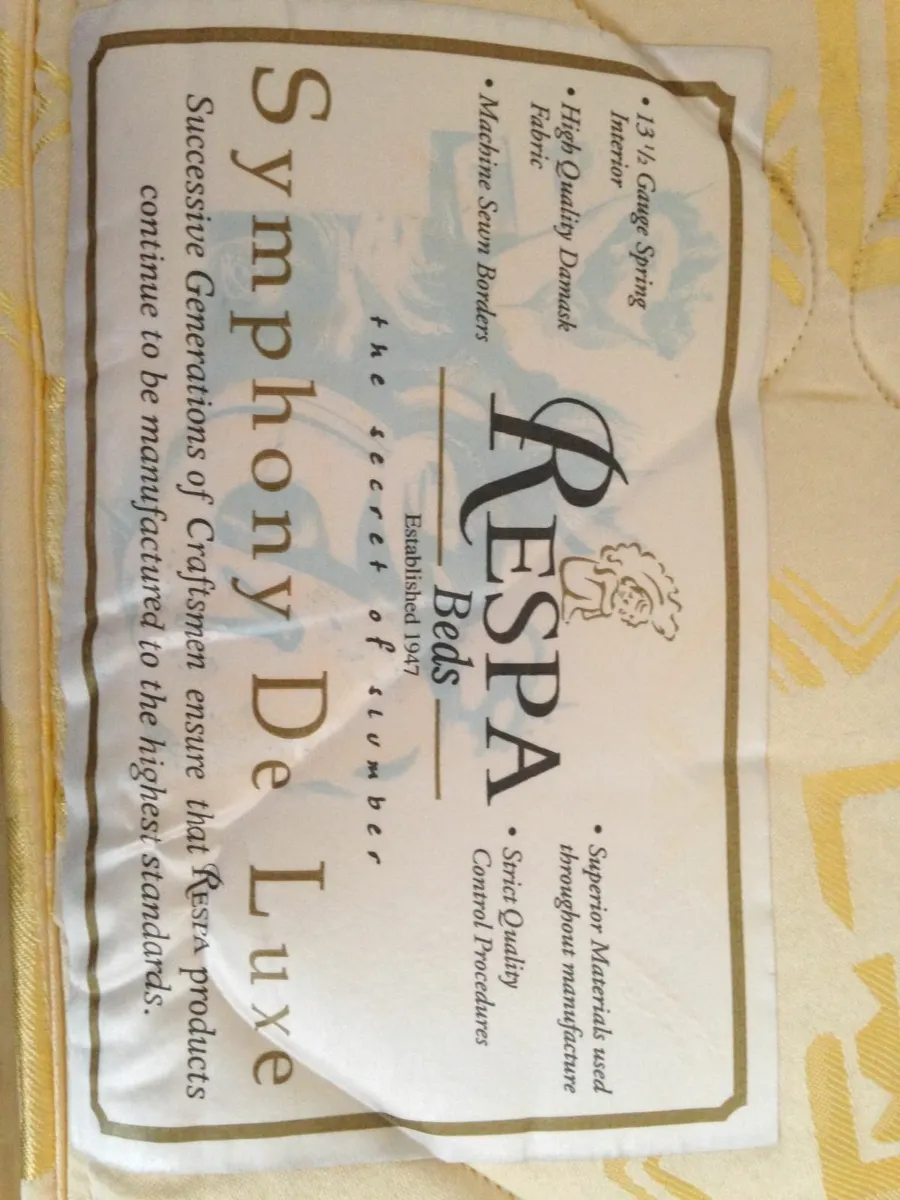 • 13 ½ Gauge Spring
Interior
• High Quality Damask
Fabric
• Machine Sewn Borders
RESPA
Beds
Established 1947
• Superior Materials used
throughout manufacture
• Strict Quality
Control Procedures
the secret of slumber
Symphony De Luxe
Successive Generations of Craftsmen ensure that RESPA products
continue to be manufactured to the highest standards.